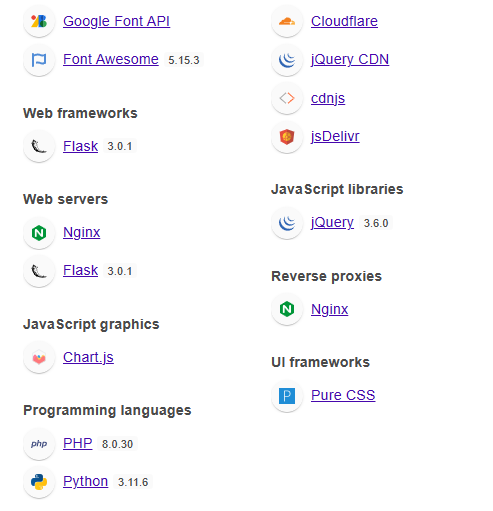 Google Font API
Font Awesome 5.15.3
Web frameworks
Flask 3.0.1
Web servers
Nginx
Flask 3.0.1
JavaScript graphics
Chart.js
Programming languages
php PHP 8.0.30
Python 3.11.6
Cloudflare
jQuery CDN
cdnjs
jsDelivr
JavaScript libraries
jQuery 3.6.0
Reverse proxies
Nginx
UI frameworks
P Pure CSS